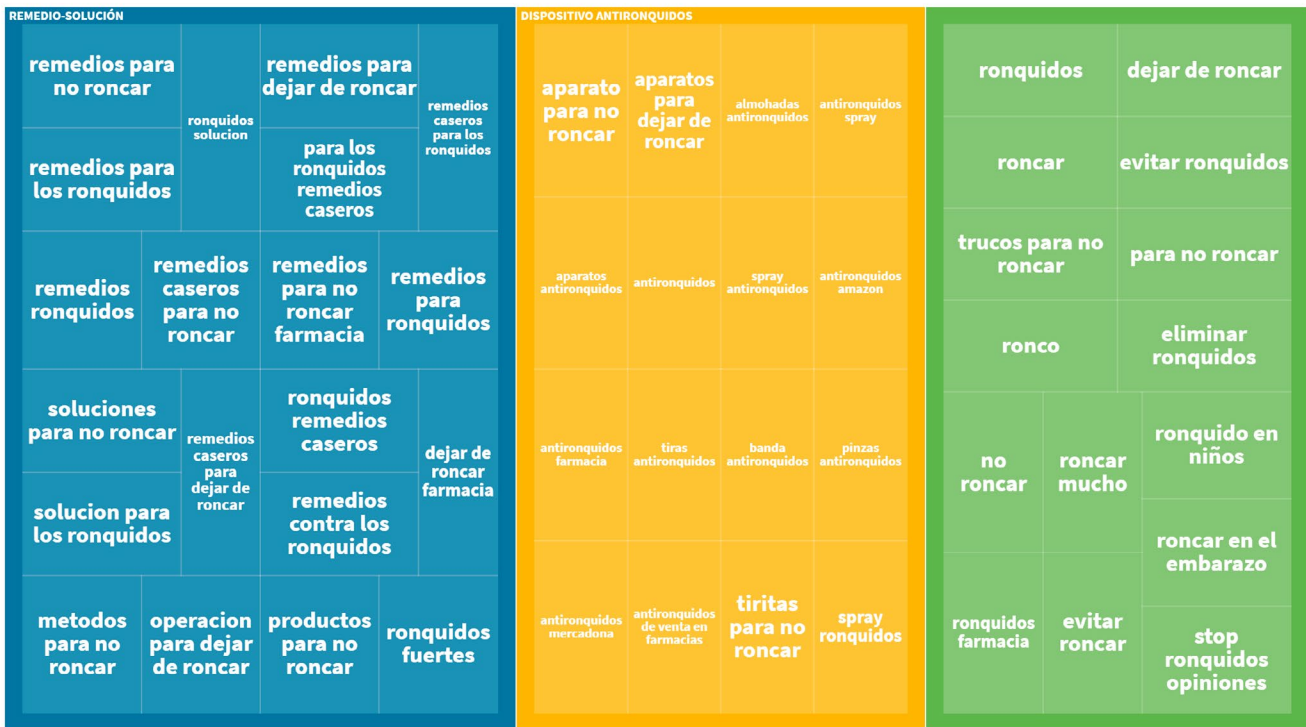 REMEDIO-SOLUCIÓN
remedios para
no roncar
ronquidos
solucion
remedios para
dejar de roncar
remedios
caseros
para los
ronquidos
remedios para
los ronquidos
para los
ronquidos
remedios
caseros
remedios
ronquidos
remedios
caseros
para no
roncar
remedios
para no
roncar
farmacia
remedios
para
ronquidos
soluciones
para no roncar
remedios
caseros
para
dejar de
roncar
ronquidos
remedios
caseros
dejar de
roncar
farmacia
solucion para
los ronquidos
remedios
contra los
ronquidos
metodos
para no
roncar
operacion
para dejar
de roncar
productos
para no
roncar
ronquidos
fuertes
DISPOSITIVO ANTIRONQUIDOS
aparato
para no
roncar
aparatos
para
dejar de
roncar
almohadas
antironquidos
antironquidos
spray
aparatos
antironquidos
antironquidos
spray
antironquidos
antironquidos
amazon
antironquidos
farmacia
tiras
antironquidos
banda
antironquidos
pinzas
antironquidos
antironquidos
mercadona
antironquidos
de venta en
farmacias
tiritas
para no
roncar
spray
ronquidos
ronquidos
dejar de roncar
roncar
evitar ronquidos
trucos para no
roncar
para no roncar
ronco
eliminar
ronquidos
no
roncar
roncar
mucho
ronquido en
niños
roncar en el
embarazo
ronquidos
farmacia
evitar
roncar
stop
ronquidos
opiniones